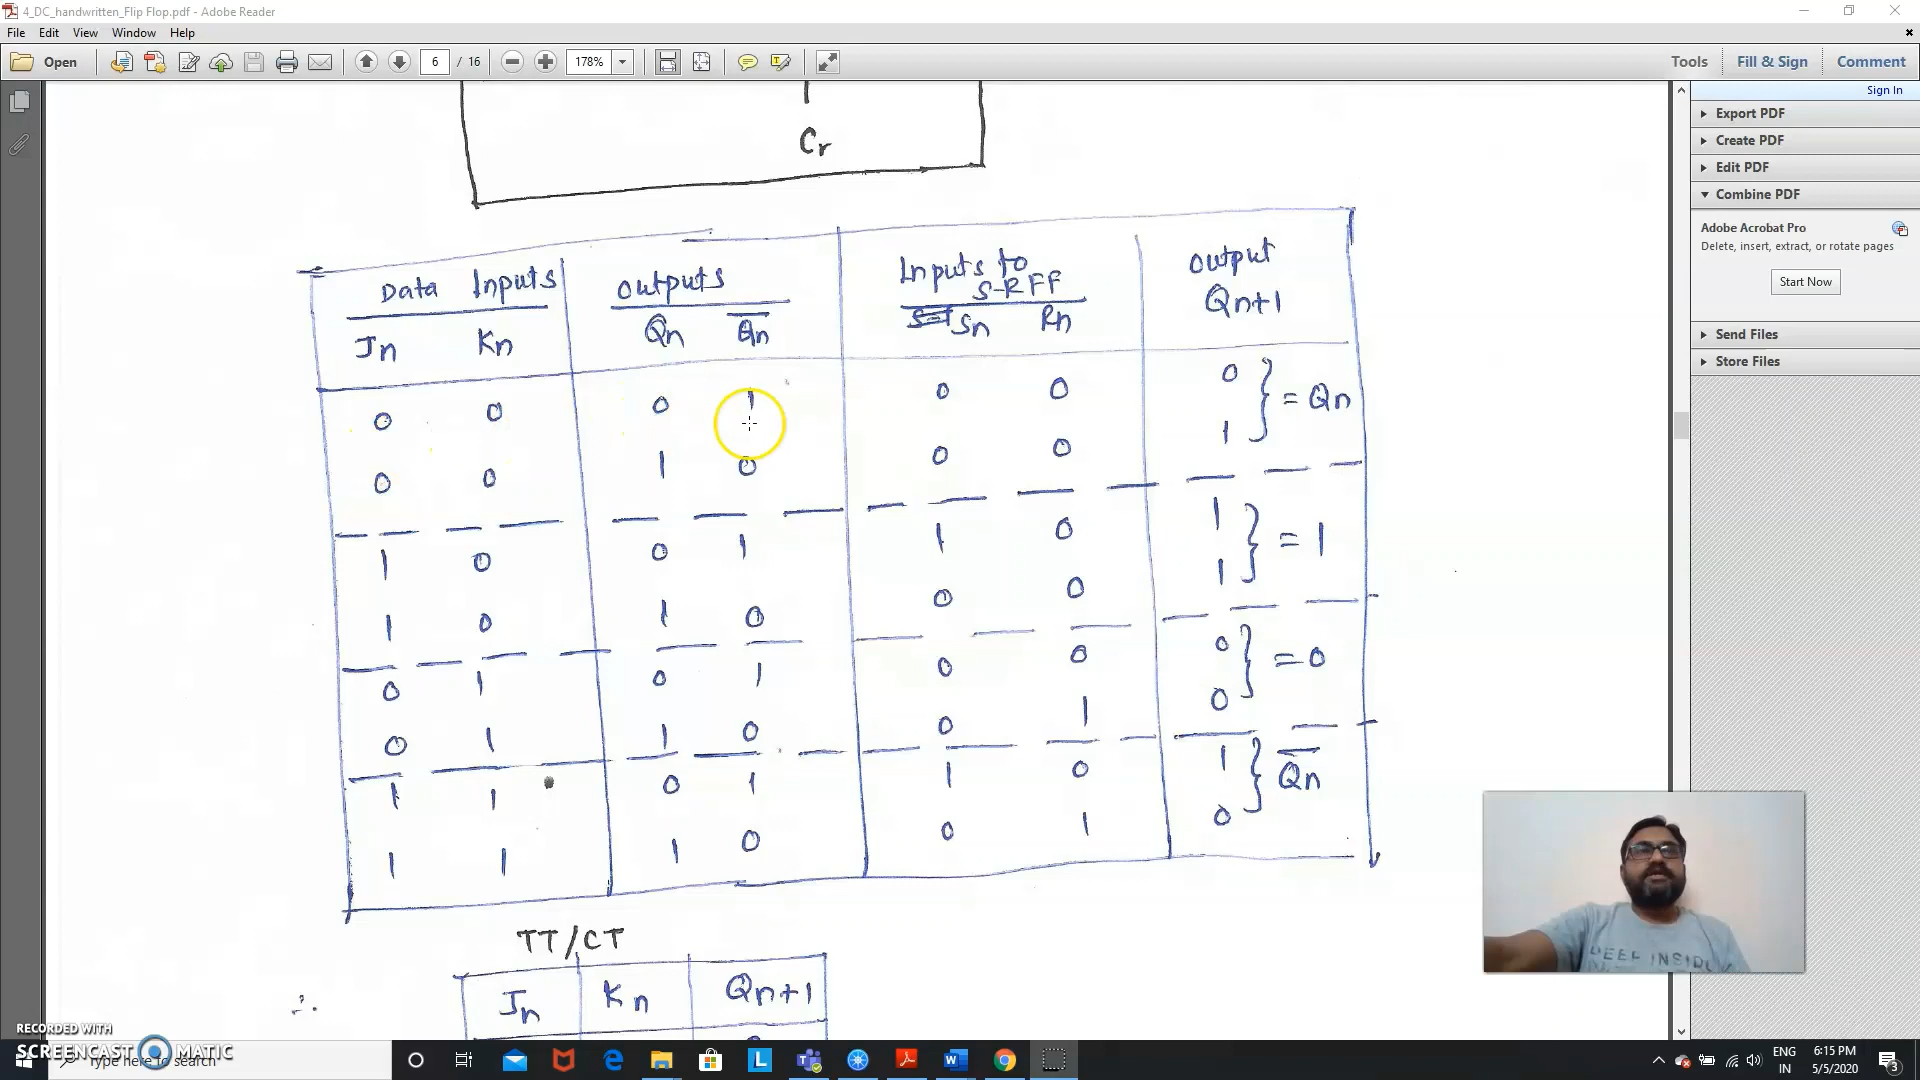 4_DC_handwritten_Flip Flop.pdf - Adobe Reader
File Edit View Window Help
Open 6 / 16 178% Tools Fill & Sign Comment
Sign In
Export PDF
Create PDF
Edit PDF
Combine PDF
Adobe Acrobat Pro
Delete, insert, extract, or rotate pages
Start Now
Send Files
Store Files
Cr
Data Inputs Outputs Inputs to S-R FF Output
Jn Kn Qn Q̅n̅ Sn Rn Qn+1
0 0 0 1 0 0 0
} = Qn
0 0 1 0 0 0 1
1 0 0 1 1 0 1
} = 1
1 0 1 0 0 0 1
0 1 0 1 0 0 0
} = 0
0 1 1 0 0 1 0
1 1 0 1 1 0 1
} Q̅n̅
1 1 1 0 0 1 0
TT/CT
∴ Jn Kn Qn+1
DEEP INSIDE
RECORDED WITH
SCREENCAST MATIC
Type here to search
ENG
IN
6:15 PM
5/5/2020
3